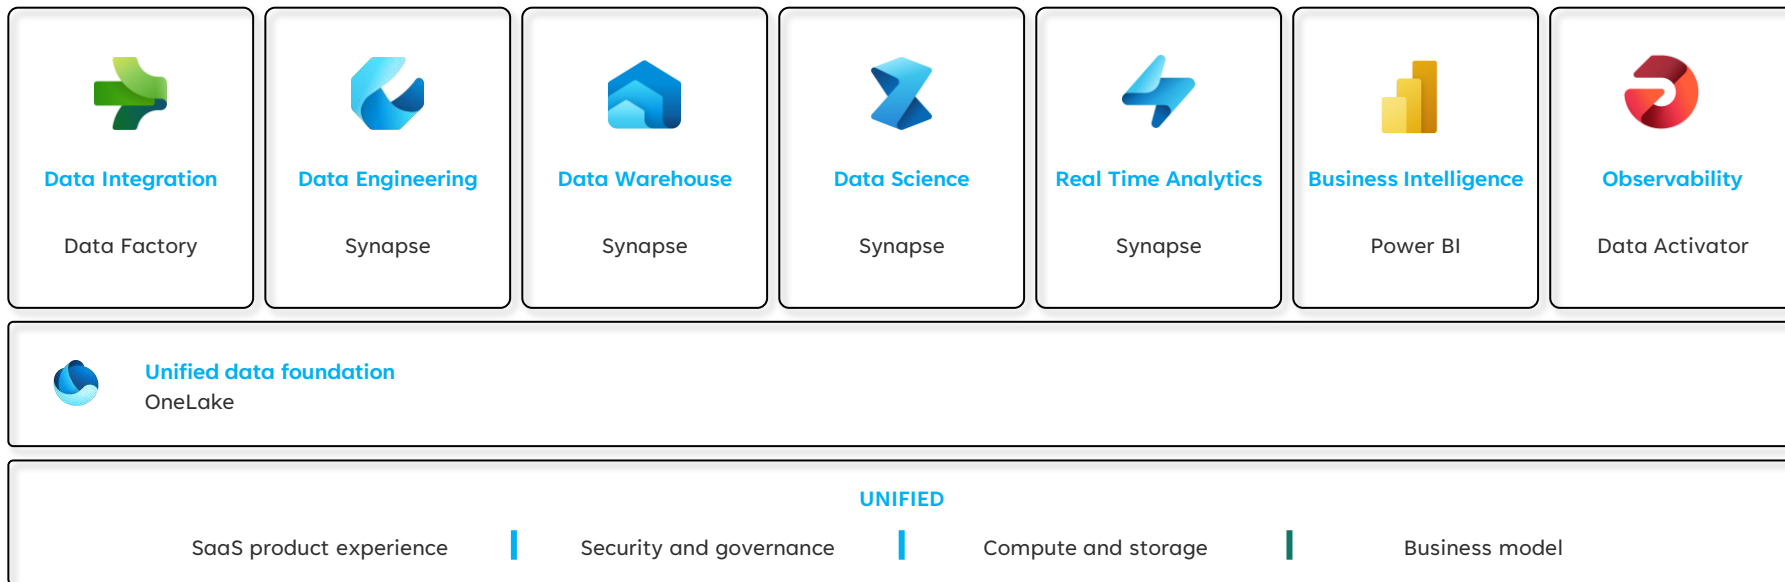 Data Integration
Data Factory
Data Engineering
Synapse
Data Warehouse
Synapse
Data Science
Synapse
Real Time Analytics
Synapse
Business Intelligence
Power BI
Observability
Data Activator
Unified data foundation
OneLake
UNIFIED
SaaS product experience
Security and governance
Compute and storage
Business model